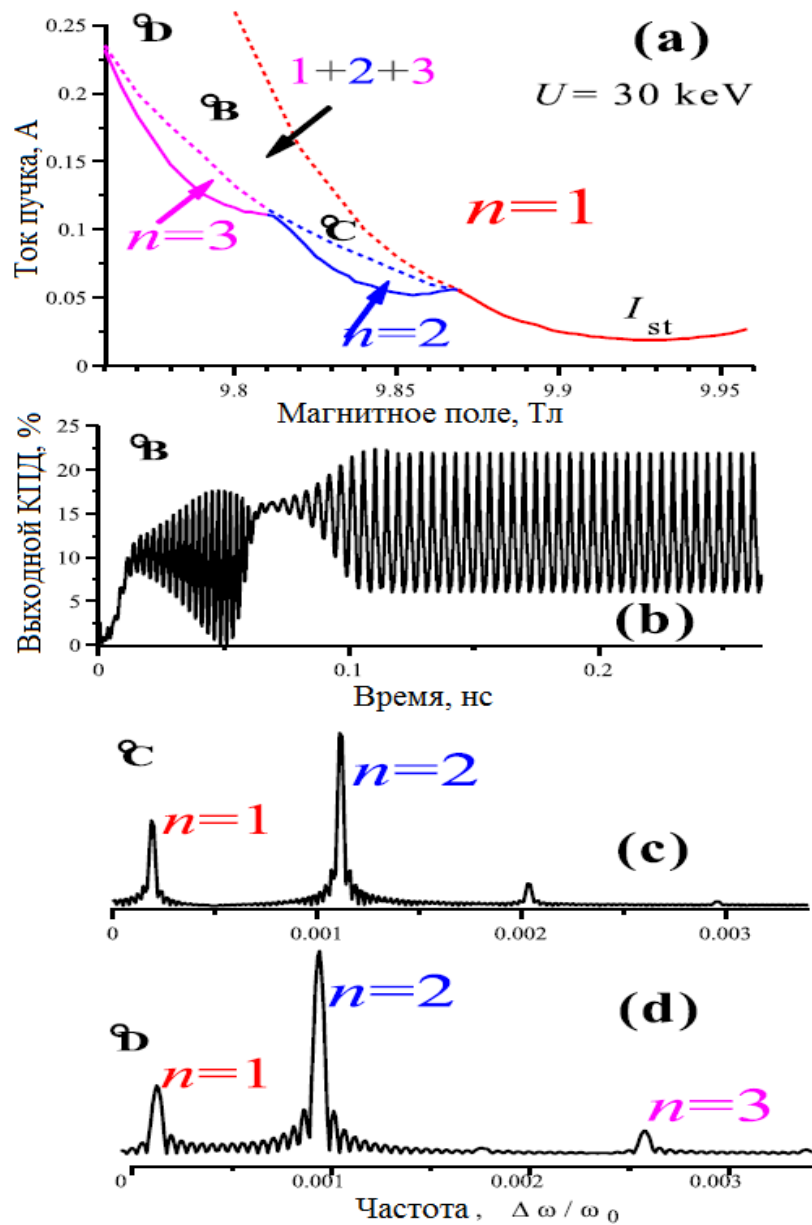 0.25
D
(a)
1+2+3
U= 30 keV
0.2
B
Ток пучка, А
0.15
n=1
0.1
n=3
C
0.05
n=2
I st
0
9.8
9.85
9.9
9.95
Магнитное поле, Тл
25
B
20
Выходной КПД, %
15
10
5
(b)
0
0
0.1
0.2
Время, нс
C
n=2
n=1
(c)
0
0.001
0.002
0.003
n=2
(d)
D
n=1
n=3
0
0.001
0.002
0.003
Частота , Δ ω / ω 0